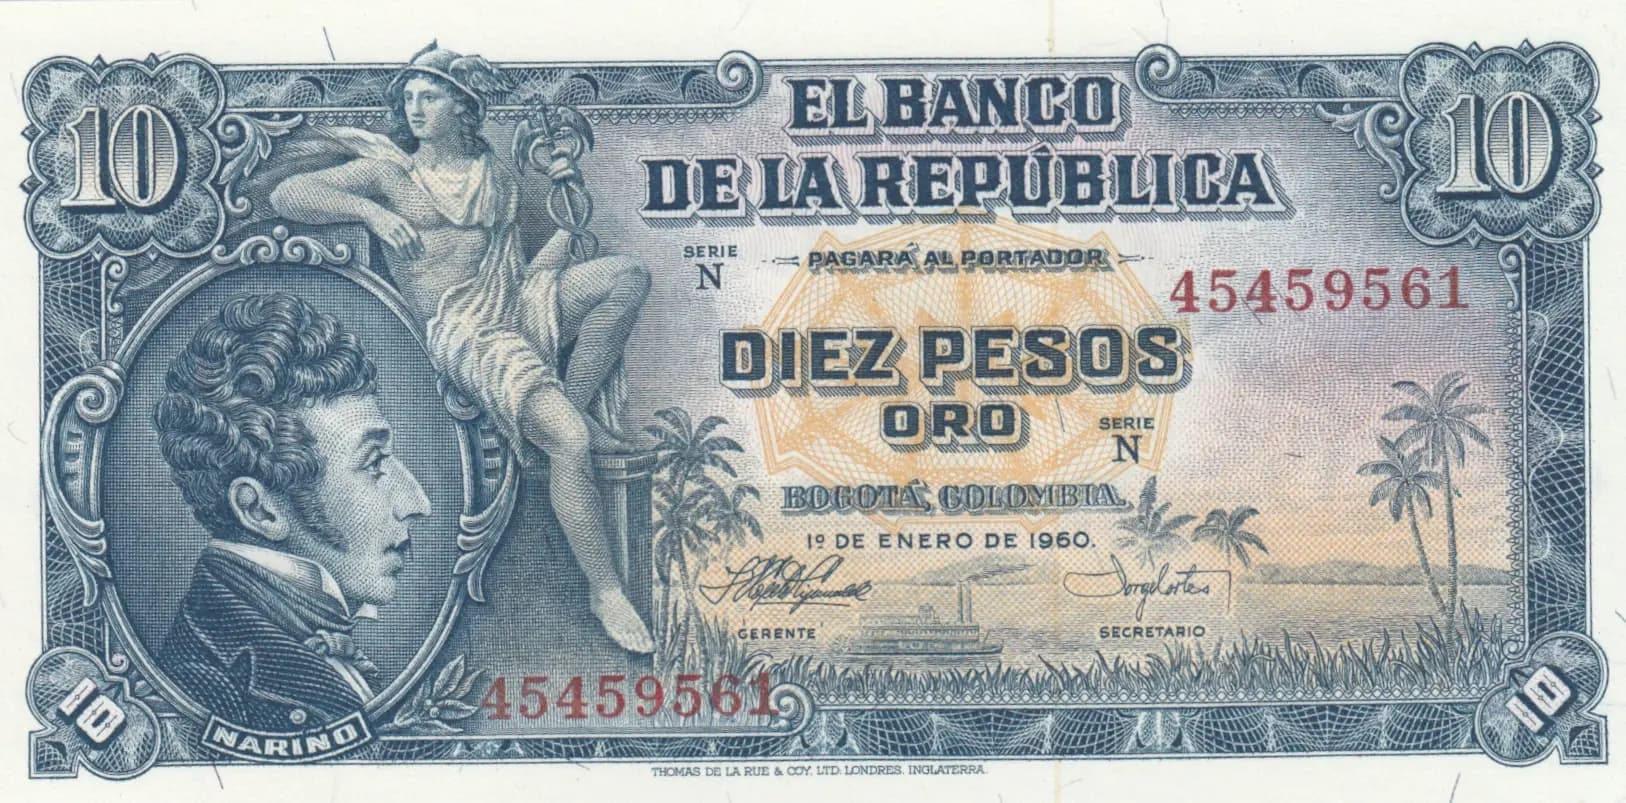 10
EL BANCO
10
DE LA REPÚBLICA
SERIE
N
PAGARÁ AL PORTADOR
45459561
DIEZ PESOS
ORO
SERIE
N
BOGOTÁ, COLOMBIA,
1º DE ENERO DE 1960.
GERENTE
SECRETARIO
45459561
10
10
NARIÑO
THOMAS DE LA RUE & COY. LTD. LONDRES. INGLATERRA.